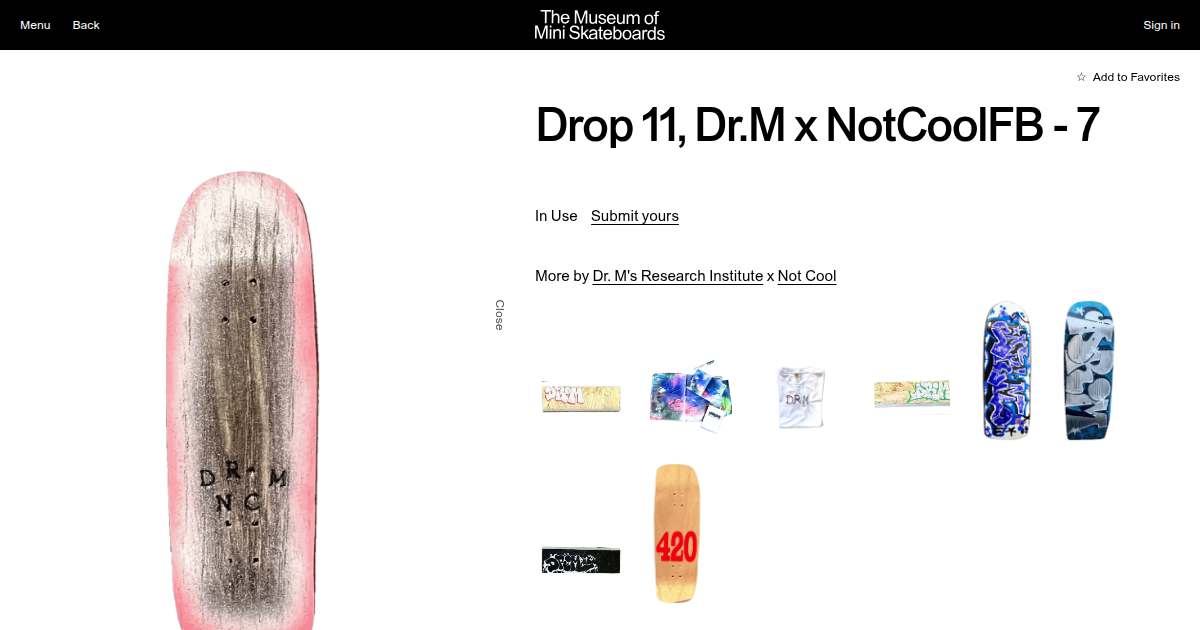 Menu
Back
The Museum of
Mini Skateboards
Sign in
☆ Add to Favorites
Drop 11, Dr.M x NotCoolFB - 7
In Use Submit yours
More by Dr. M's Research Institute x Not Cool
Close
DR.M
NC
DRM
420